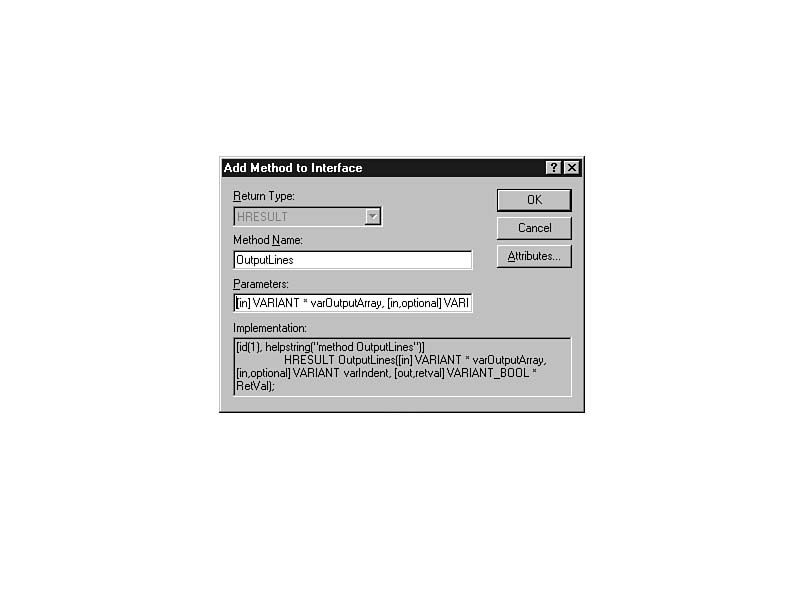 Add Method to Interface
Return Type:
HRESULT
OK
Method Name:
OutputLines
Cancel
Attributes...
Parameters:
[in] VARIANT * varOutputArray, [in,optional] VARI
Implementation:
[id(1), helpstring("method OutputLines")]
HRESULT OutputLines([in] VARIANT * varOutputArray,
[in,optional] VARIANT varIndent, [out,retval] VARIANT_BOOL *
RetVal);